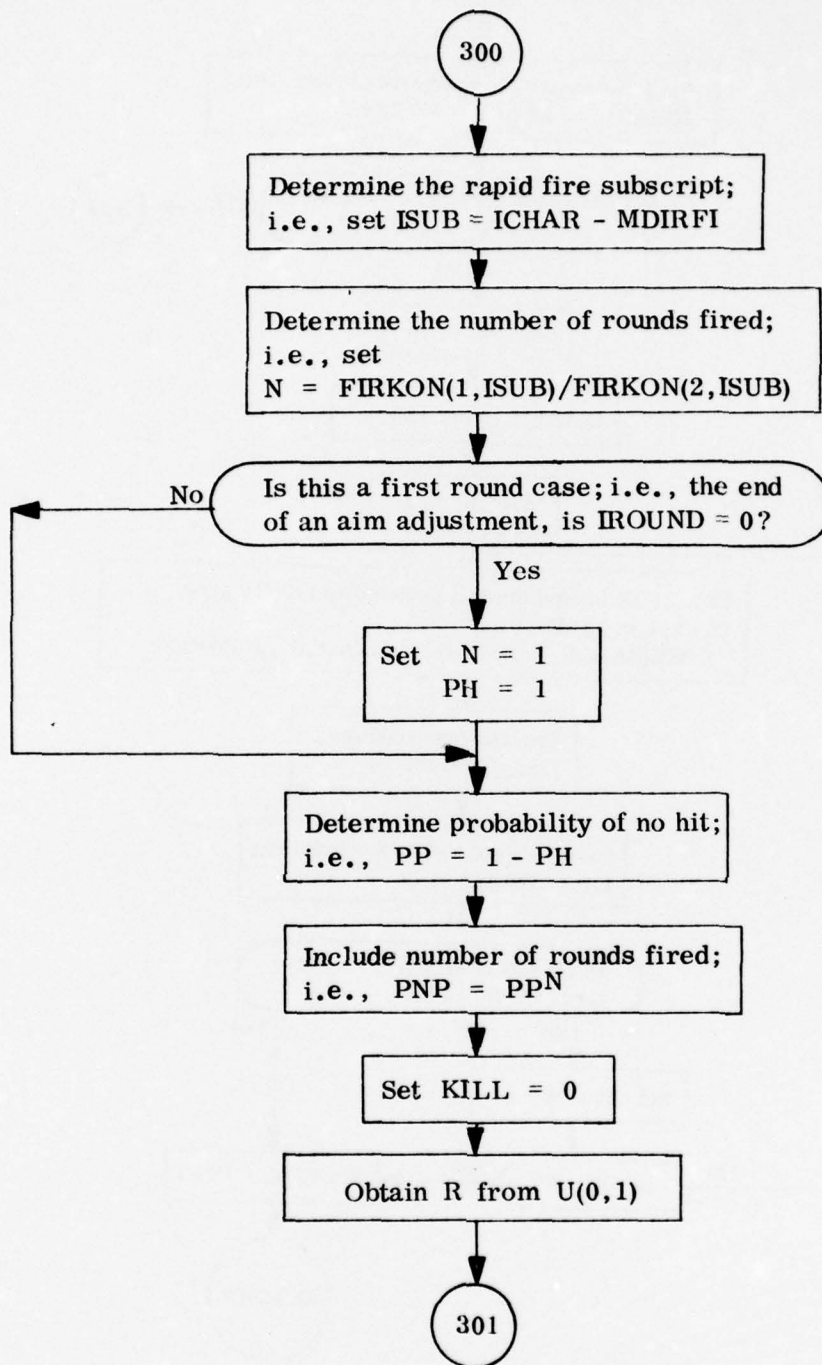 300
Determine the rapid fire subscript;
i.e., set ISUB = ICHAR - MDIRFI
Determine the number of rounds fired;
i.e., set
N = FIRKON(1,ISUB)/FIRKON(2,ISUB)
No
Is this a first round case; i.e., the end
of an aim adjustment, is IROUND = 0?
Yes
Set N = 1
PH = 1
Determine probability of no hit;
i.e., PP = 1 - PH
Include number of rounds fired;
i.e., PNP = PP^N
Set KILL = 0
Obtain R from U(0,1)
301